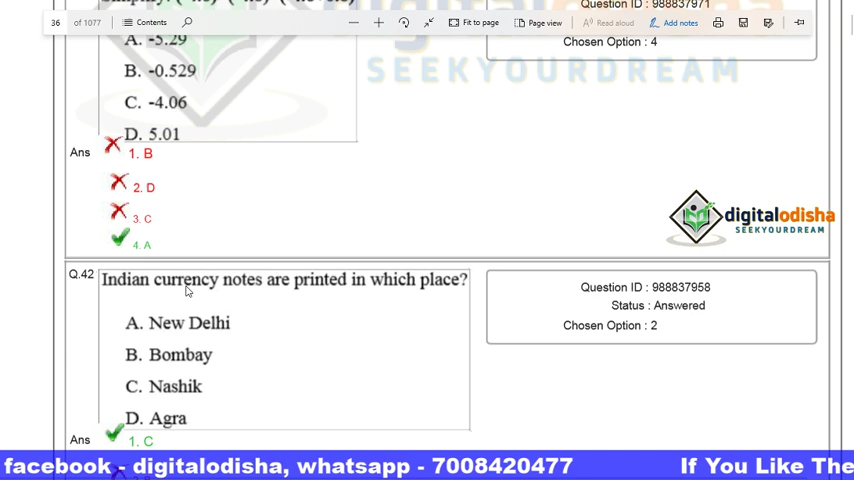 36 of 1077
Contents
Fit to page
Page view
Read aloud
Add notes
Question ID : 988837971
Chosen Option : 4
A. -5.29
B. -0.529
C. -4.06
D. 5.01
SEEKYOURDREAM
Ans
1. B
2. D
3. C
4. A
digitalodisha
SEEKYOURDREAM
Q.42
Indian currency notes are printed in which place?
A. New Delhi
B. Bombay
C. Nashik
D. Agra
Question ID : 988837958
Status : Answered
Chosen Option : 2
Ans
1. C
facebook - digitalodisha, whatsapp - 7008420477
If You Like The